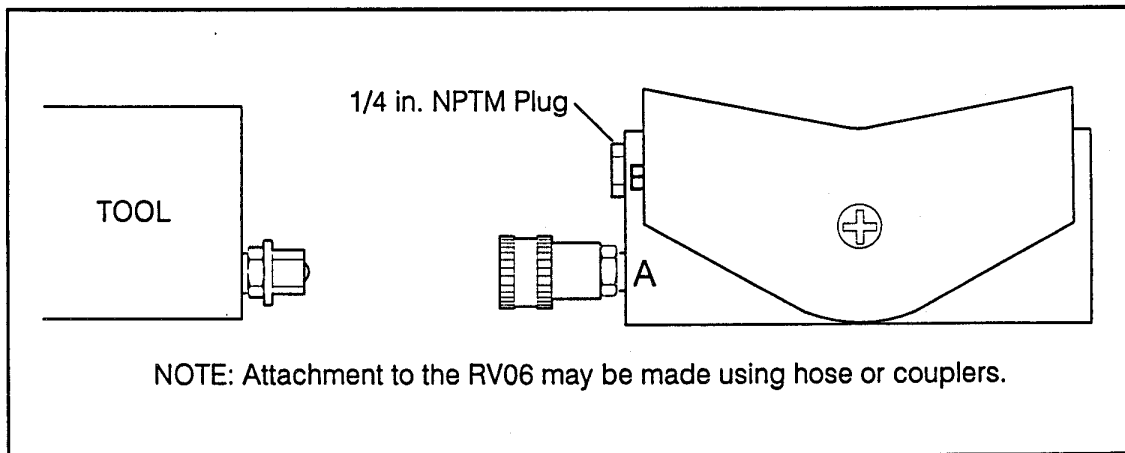 1/4 in. NPTM Plug
TOOL
A
NOTE: Attachment to the RV06 may be made using hose or couplers.